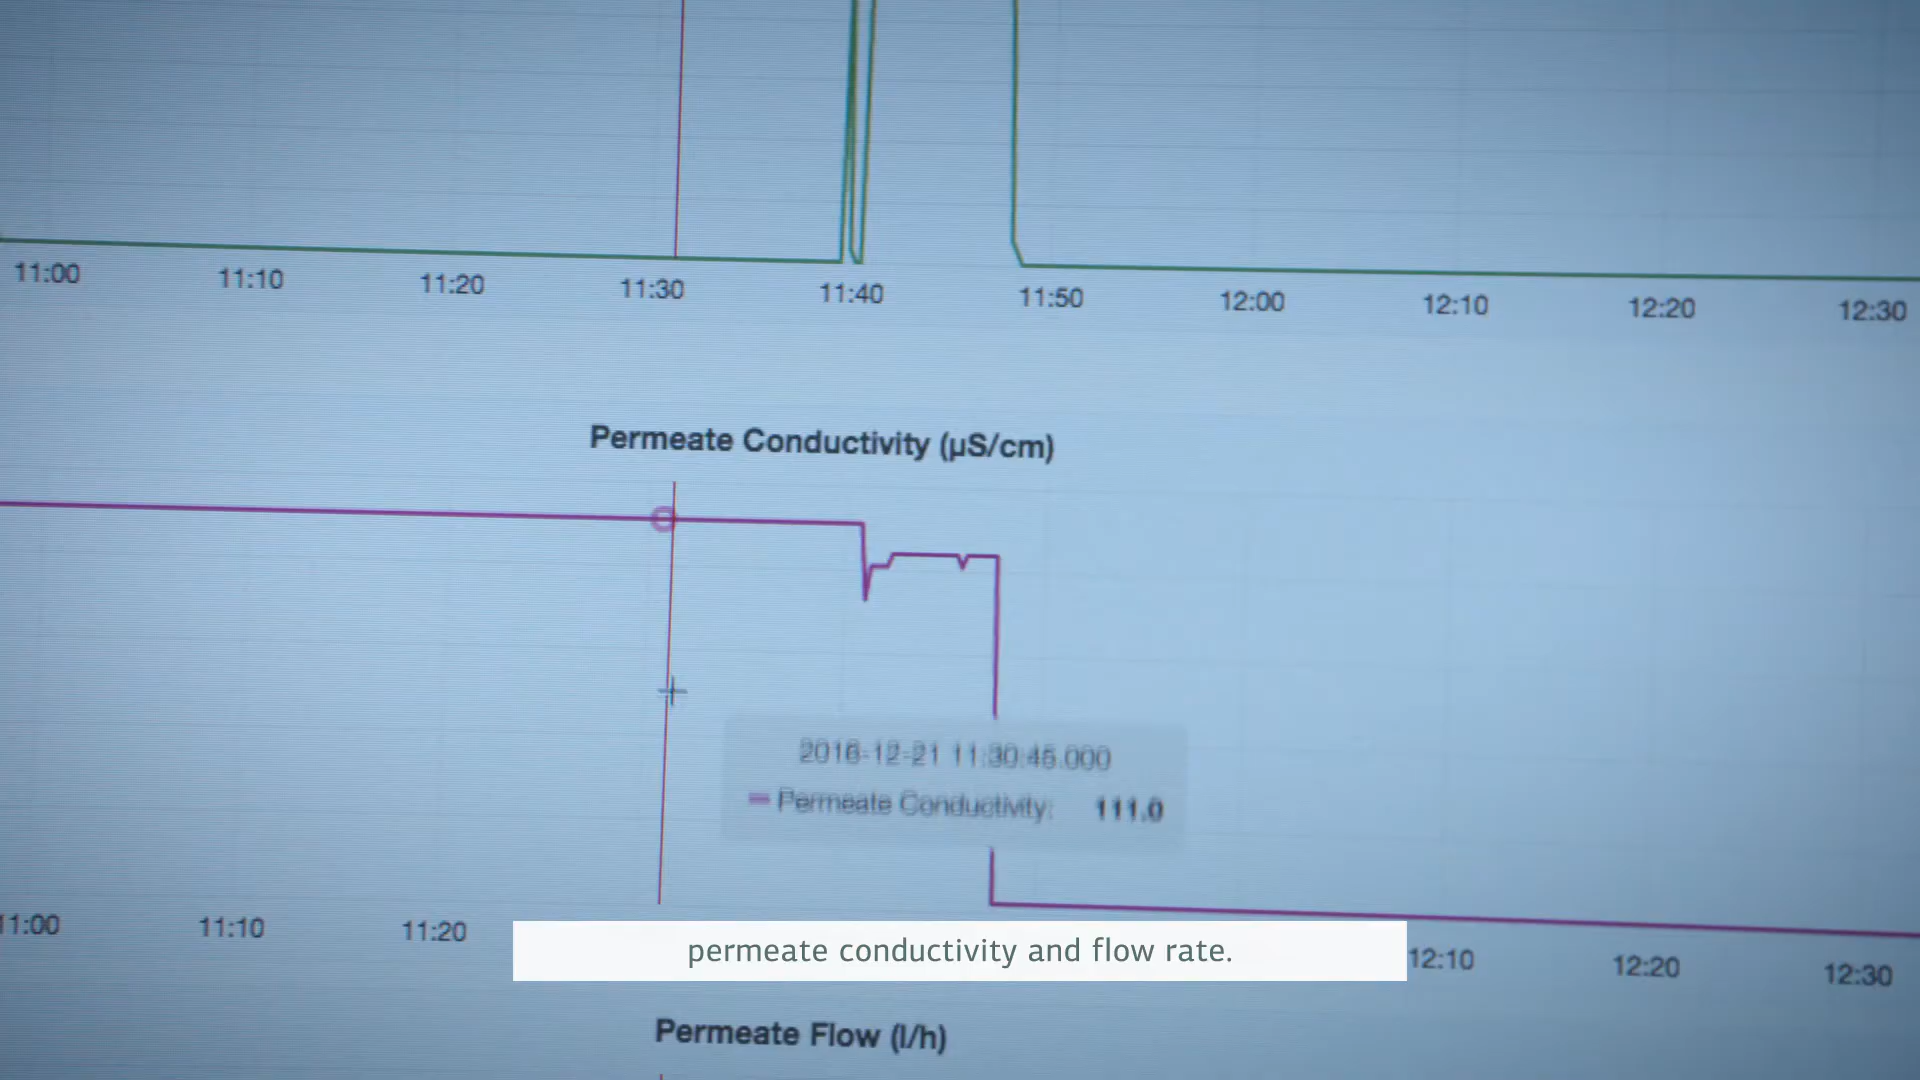 11:00 11:10 11:20 11:30 11:40 11:50 12:00 12:10 12:20 12:30
Permeate Conductivity (µS/cm)
2016-12-21 11:30:45.000
Permeate Conductivity: 111.0
11:00 11:10 11:20 12:10 12:20 12:30
permeate conductivity and flow rate.
Permeate Flow (l/h)